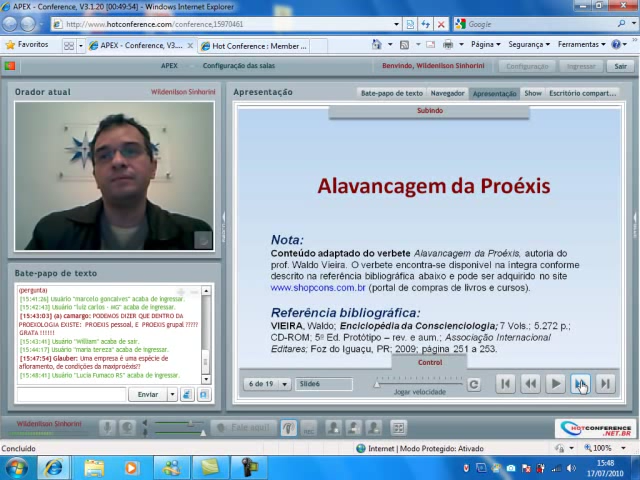 APEX - Conference, V3.1.20 [00:49:54] - Windows Internet Explorer
http://www.hotconference.com/conference,15970461
Google
Favoritos
APEX - Conference, V3....
Hot Conference : Member ...
Página
Segurança
Ferramentas
APEX
Configuração das salas
Benvindo, Wildenilson Sinhorini
Configuração
Ingressar
Sair
Orador atual
Wildenilson Sinhorini
Apresentação
Bate-papo de texto
Navegador
Apresentação
Show
Escritório compart...
Subindo
Alavancagem da Proéxis
Nota:
Conteúdo adaptado do verbete Alavancagem da Proéxis, autoria do
prof. Waldo Vieira. O verbete encontra-se disponível na íntegra conforme
descrito na referência bibliográfica abaixo e pode ser adquirido no site
www.shopcons.com.br (portal de compras de livros e cursos).
Referência bibliográfica:
VIEIRA, Waldo; Enciclopédia da Conscienciologia; 7 Vols.; 5.272 p.;
CD-ROM; 5ª Ed. Protótipo – rev. e aum.; Associação Internacional
Editares; Foz do Iguaçu, PR; 2009; página 251 a 253.
Bate-papo de texto
(pergunta)
[15:41:26] Usuário "marcelo goncalves" acaba de ingressar.
[15:42:43] Usuário "luiz carlos - MG" acaba de ingressar.
[15:43:03] (a) camargo: PODEMOS DIZER QUE DENTRO DA
PROEXOLOGIA EXISTE: PROEXIS pessoal, E PROEXIS grupal ?????
GRATA !!!!!!
[15:43:41] Usuário "William" acaba de sair.
[15:44:17] Usuário "maria tereza" acaba de ingressar.
[15:47:54] Glauber: Uma empresa é uma espécie de
afloramento, de condições da maxiproéxis!?
[15:48:41] Usuário "Lucia Fumaco RS" acaba de ingressar.
Enviar
Control
6 de 19
Slide6
Jogar velocidade
Wildenilson Sinhorini
Fale aqui!
REC
HOTCONFERENCE
.NET.BR
Concluído
Internet | Modo Protegido: Ativado
100%
15:48
17/07/2010